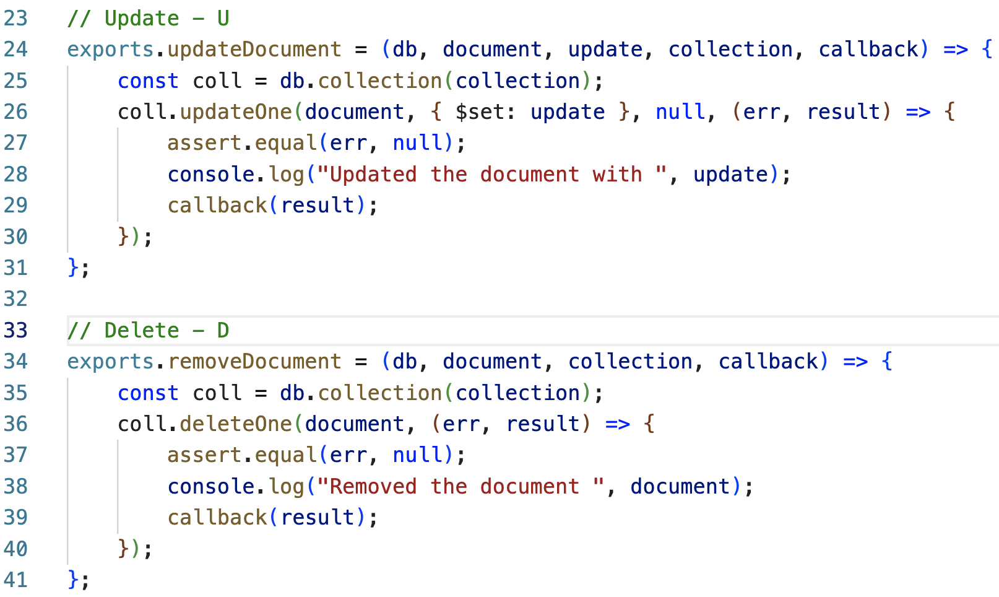 23 // Update - U
24 exports.updateDocument = (db, document, update, collection, callback) => {
25     const coll = db.collection(collection);
26     coll.updateOne(document, { $set: update }, null, (err, result) => {
27         assert.equal(err, null);
28         console.log("Updated the document with ", update);
29         callback(result);
30     });
31 };
32
33 // Delete - D
34 exports.removeDocument = (db, document, collection, callback) => {
35     const coll = db.collection(collection);
36     coll.deleteOne(document, (err, result) => {
37         assert.equal(err, null);
38         console.log("Removed the document ", document);
39         callback(result);
40     });
41 };